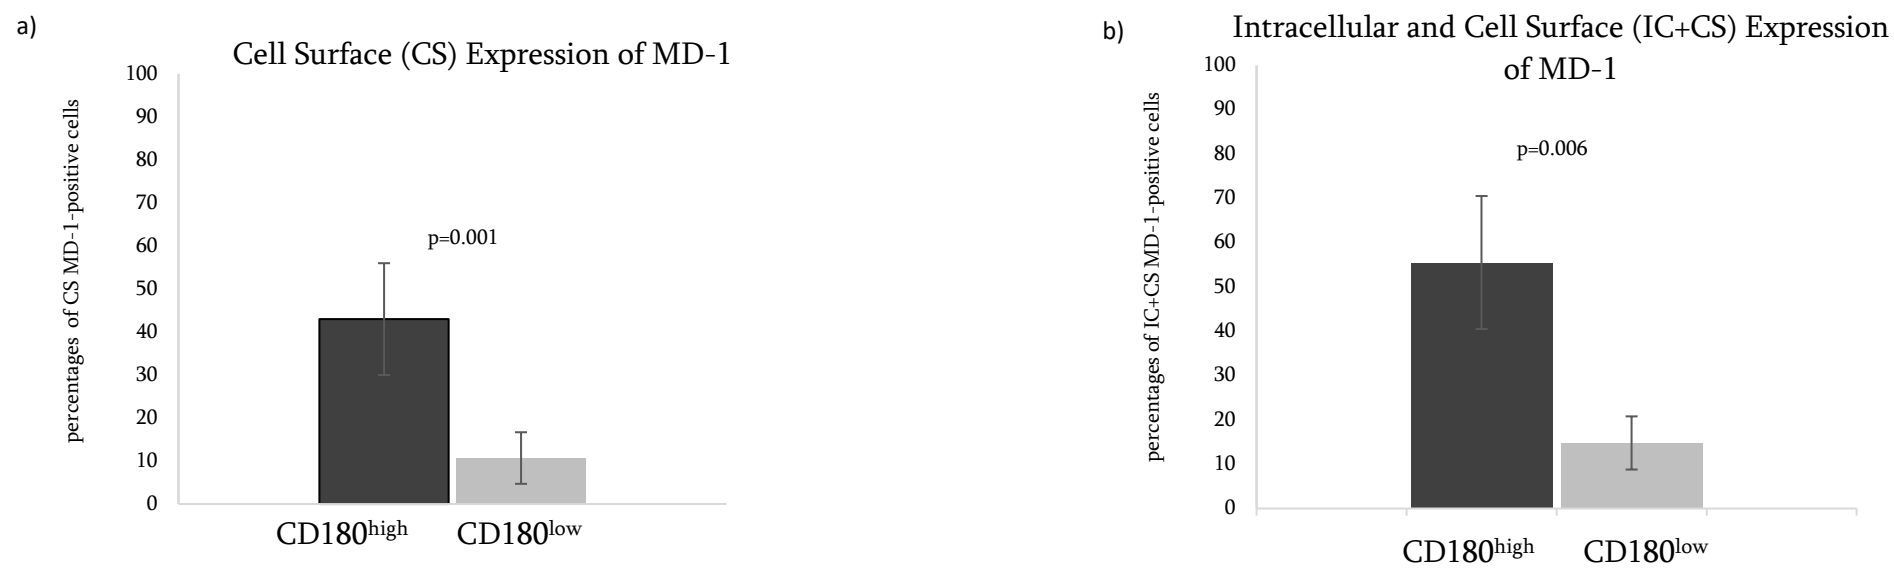 a)
Cell Surface (CS) Expression of MD-1
percentages of CS MD-1-positive cells
100
90
80
70
60
50
40
30
20
10
0
p=0.001
CD180high CD180low
b)
Intracellular and Cell Surface (IC+CS) Expression
of MD-1
percentages of IC+CS MD-1-positive cells
100
90
80
70
60
50
40
30
20
10
0
p=0.006
CD180high CD180low